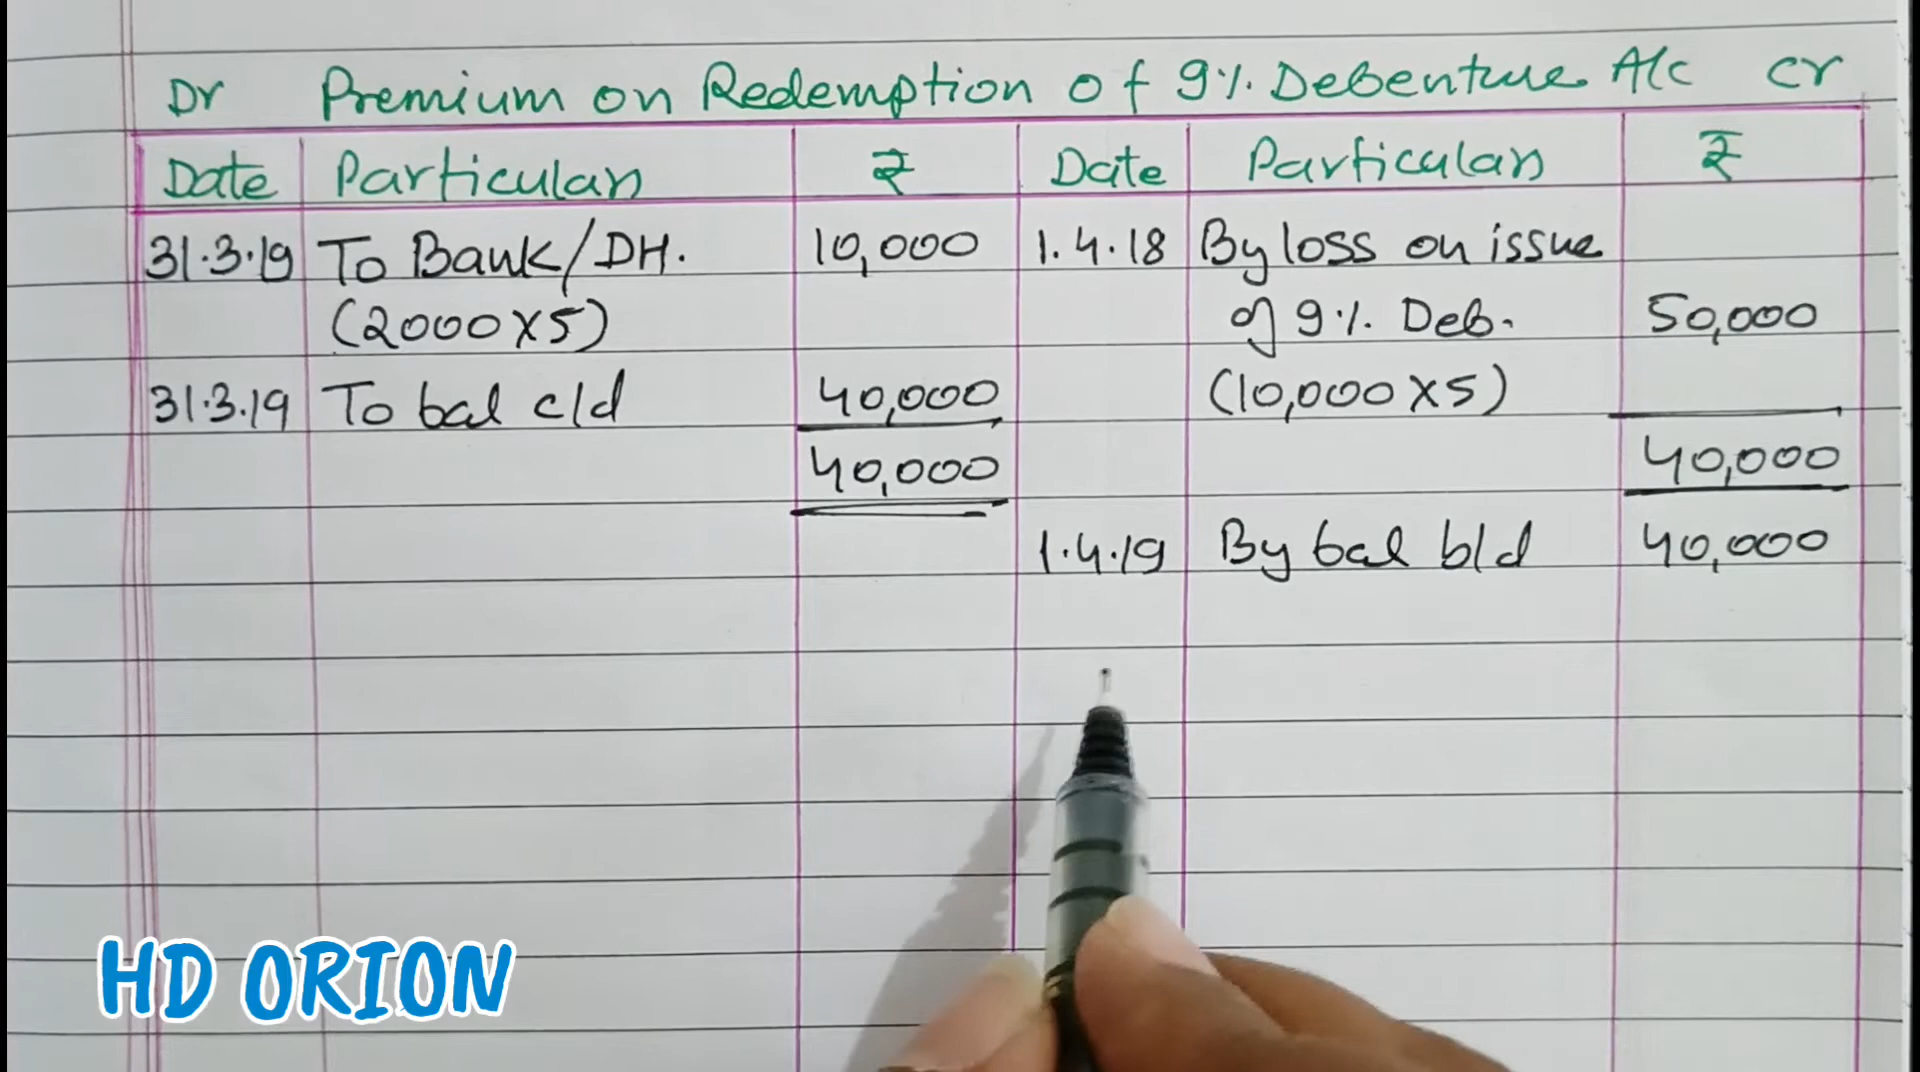 Dr Premium on Redemption of 9% Debenture A/c Cr
Date Particulars ₹ Date Particulars ₹
31.3.19 To Bank/DH. 10,000 1.4.18 By loss on issue
(2000 X 5) of 9% Deb. 50,000
31.3.19 To bal c/d 40,000 (10,000 X 5)
40,000 40,000
1.4.19 By bal b/d 40,000
HD ORION